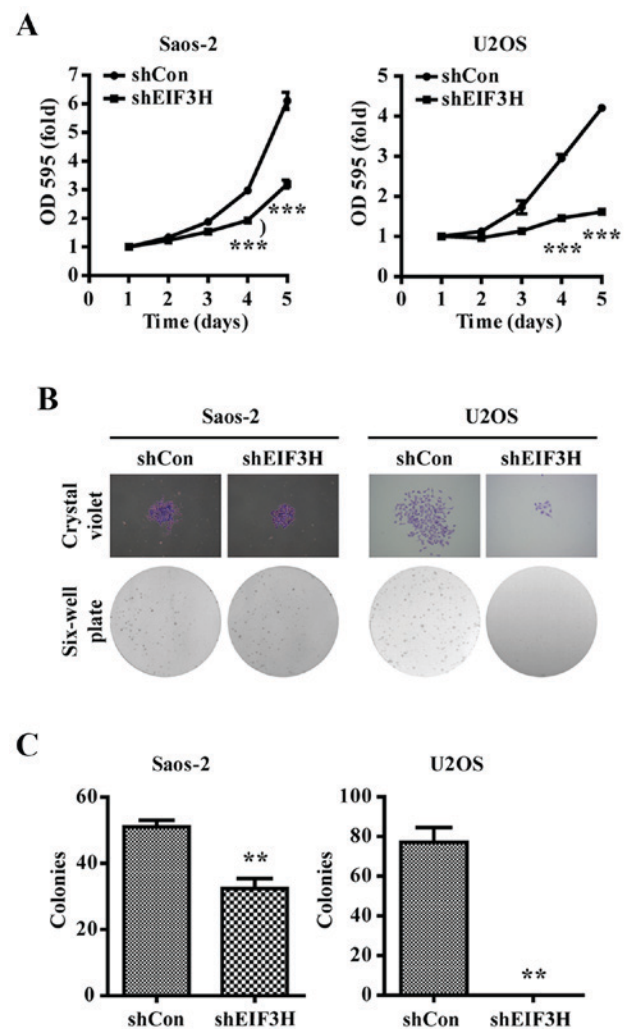 A
Saos-2
U2OS
shCon
shEIF3H
OD 595 (fold)
7
6
5
4
3
2
1
0
***
)
***
0 1 2 3 4 5
Time (days)
shCon
shEIF3H
OD 595 (fold)
5
4
3
2
1
0
***
***
0 1 2 3 4 5
Time (days)
B
Saos-2
U2OS
shCon shEIF3H
shCon shEIF3H
Crystal
violet
Six-well
plate
C
Saos-2
U2OS
Colonies
60
40
20
0
**
shCon shEIF3H
Colonies
100
80
60
40
20
0
**
shCon shEIF3H